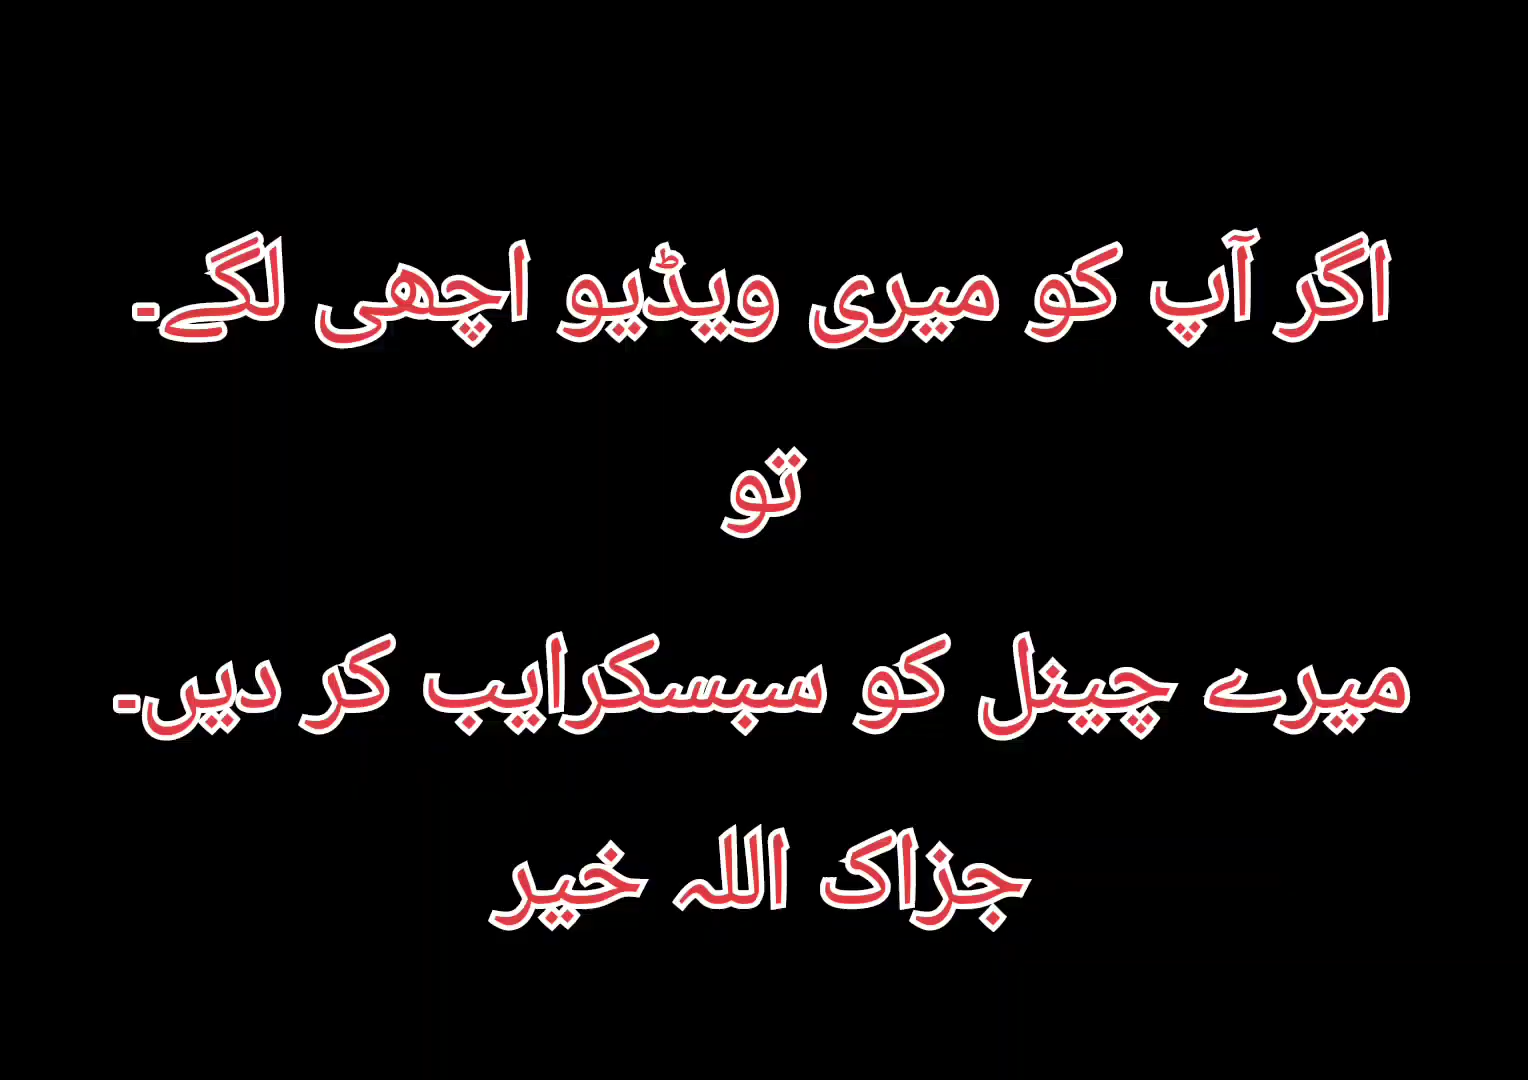 اگر آپ کو میری ویڈیو اچھی لگے۔
تو
میرے چینل کو سبسکرایب کر دیں۔
جزاک اللہ خیر